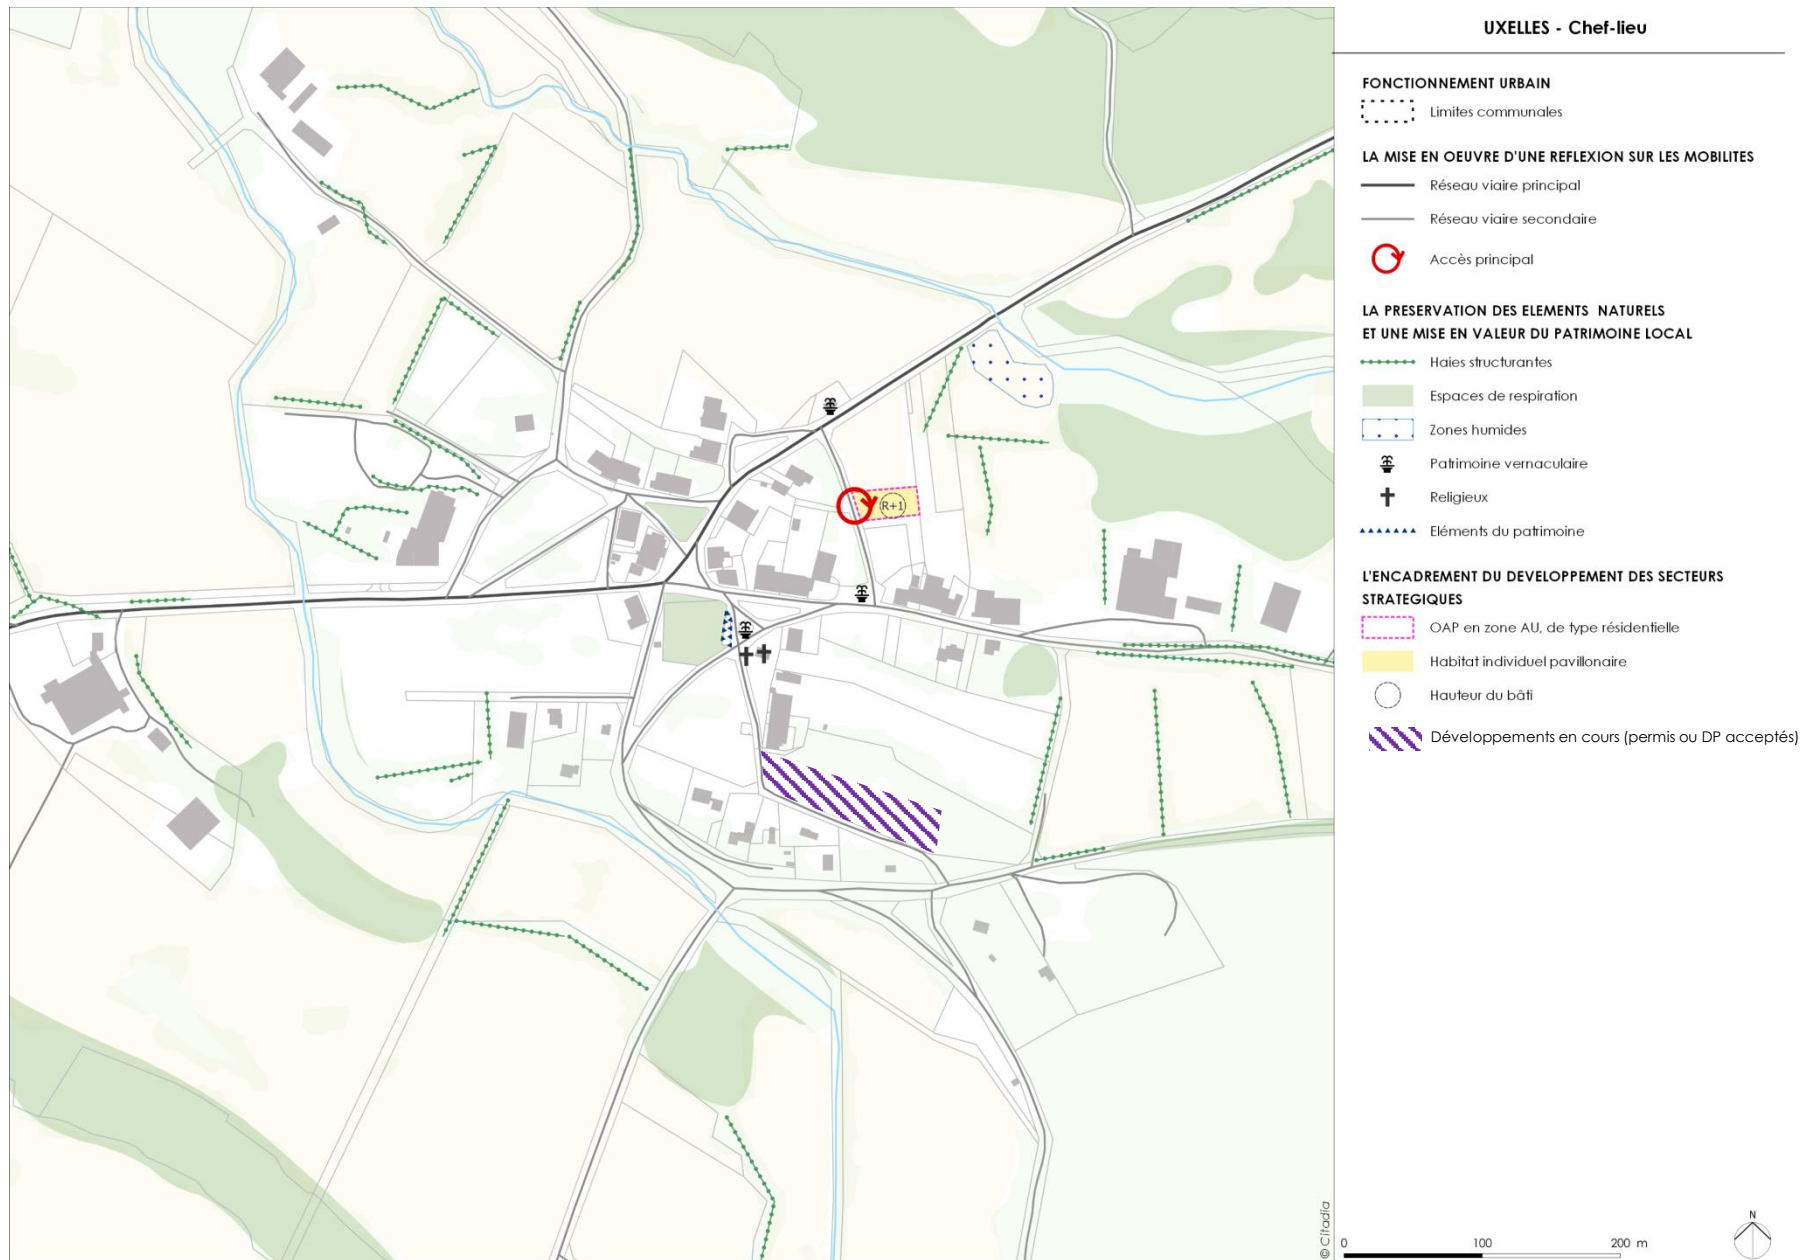 UXELLES - Chef-lieu
FONCTIONNEMENT URBAIN
Limites communales
LA MISE EN OEUVRE D'UNE REFLEXION SUR LES MOBILITES
Réseau viaire principal
Réseau viaire secondaire
Accès principal
LA PRESERVATION DES ELEMENTS NATURELS
ET UNE MISE EN VALEUR DU PATRIMOINE LOCAL
Haies structurantes
Espaces de respiration
Zones humides
Patrimoine vernaculaire
Religieux
Eléments du patrimoine
L'ENCADREMENT DU DEVELOPPEMENT DES SECTEURS
STRATEGIQUES
OAP en zone AU, de type résidentielle
Habitat individuel pavillonaire
Hauteur du bâti
Développements en cours (permis ou DP acceptés)
R+1
© Citadia
N
0 100 200 m